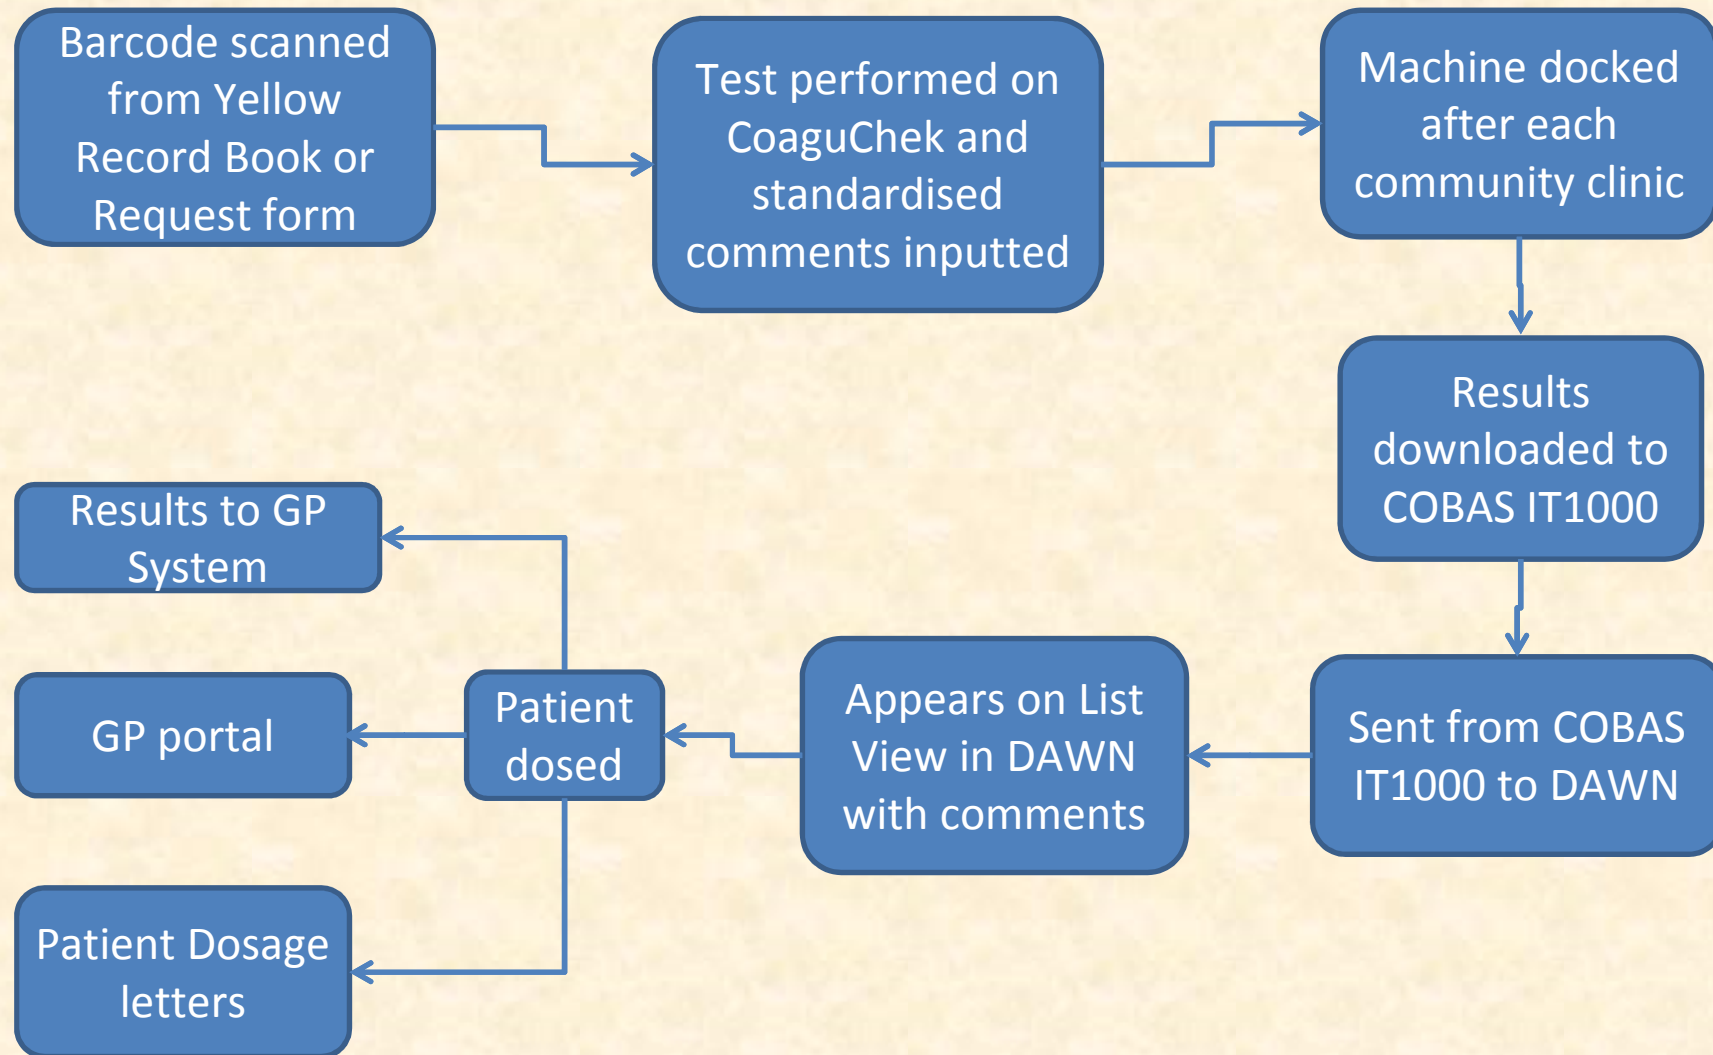 Barcode scanned
from Yellow
Record Book or
Request form
Test performed on
CoaguChek and
standardised
comments inputted
Machine docked
after each
community clinic
Results
downloaded to
COBAS IT1000
Sent from COBAS
IT1000 to DAWN
Appears on List
View in DAWN
with comments
Patient
dosed
Results to GP
System
GP portal
Patient Dosage
letters